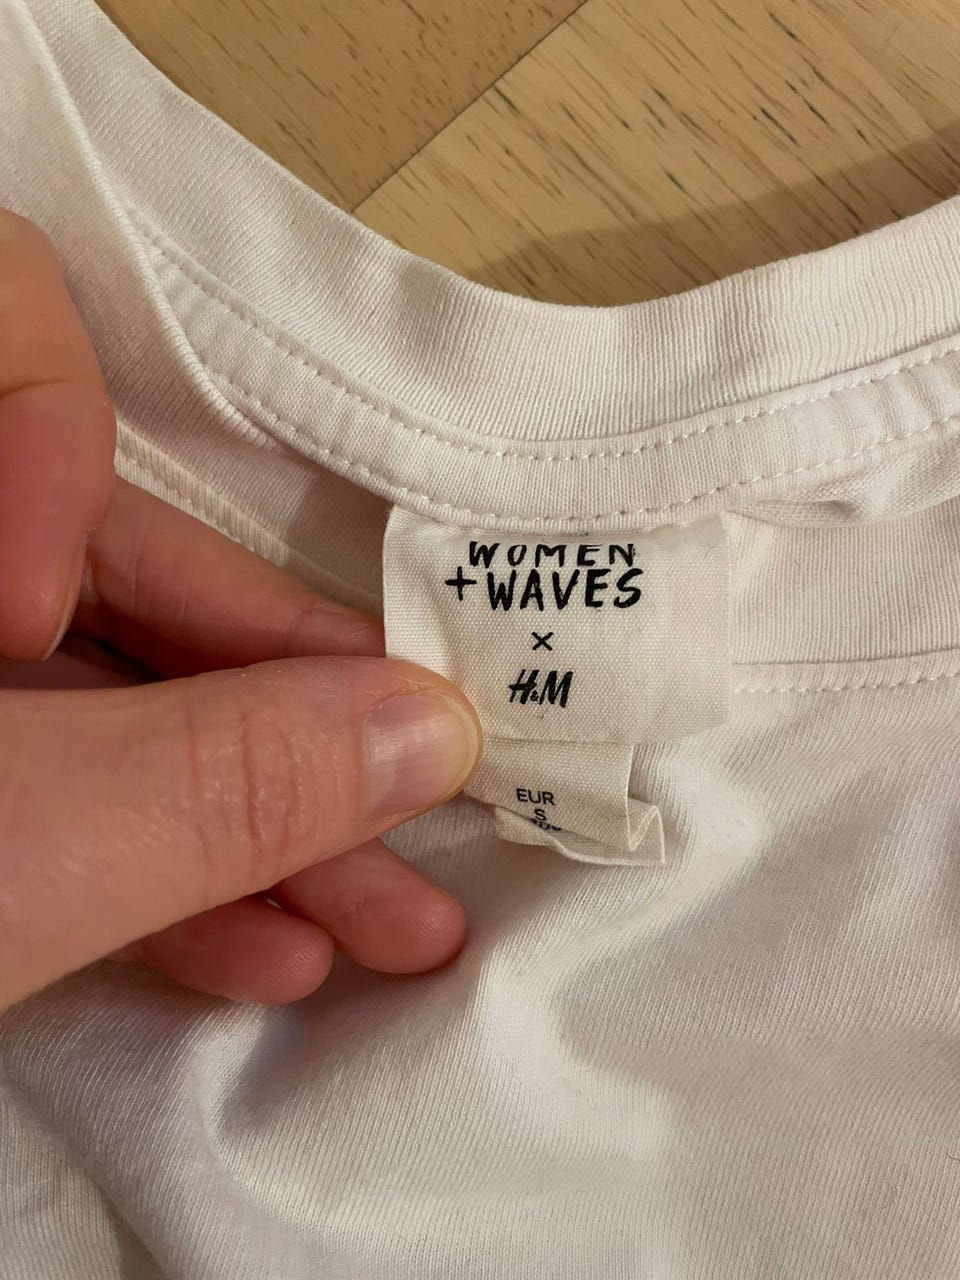 WOMEN
+WAVES
×
H&M
EUR
S